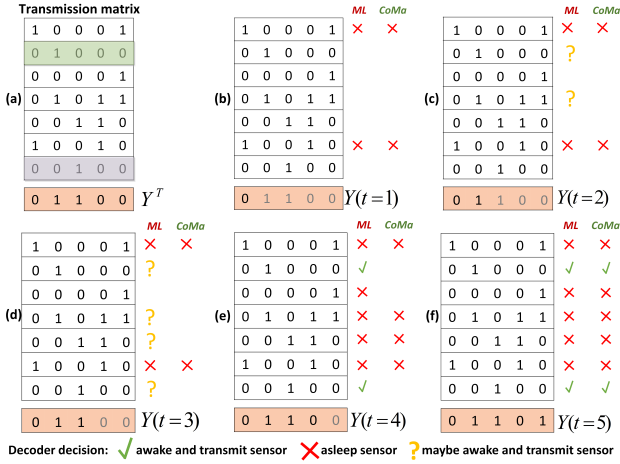 Transmission matrix
1 0 0 0 1
0 1 0 0 0
0 0 0 0 1
(a) 0 1 0 1 1
0 0 1 1 0
1 0 0 1 0
0 0 1 0 0
0 1 1 0 0 Y^T
ML CoMa
1 0 0 0 1
0 1 0 0 0
0 0 0 0 1
(b) 0 1 0 1 1
0 0 1 1 0
1 0 0 1 0
0 0 1 0 0
0 1 1 0 0 Y(t=1)
ML CoMa
1 0 0 0 1
0 1 0 0 0 ?
0 0 0 0 1
(c) 0 1 0 1 1 ?
0 0 1 1 0
1 0 0 1 0
0 0 1 0 0
0 1 1 0 0 Y(t=2)
ML CoMa
1 0 0 0 1
0 1 0 0 0 ?
0 0 0 0 1
(d) 0 1 0 1 1 ?
0 0 1 1 0 ?
1 0 0 1 0
0 0 1 0 0 ?
0 1 1 0 0 Y(t=3)
ML CoMa
1 0 0 0 1
0 1 0 0 0
0 0 0 0 1
(e) 0 1 0 1 1
0 0 1 1 0
1 0 0 1 0
0 0 1 0 0
0 1 1 0 0 Y(t=4)
ML CoMa
1 0 0 0 1
0 1 0 0 0
0 0 0 0 1
(f) 0 1 0 1 1
0 0 1 1 0
1 0 0 1 0
0 0 1 0 0
0 1 1 0 1 Y(t=5)
Decoder decision: awake and transmit sensor asleep sensor ? maybe awake and transmit sensor